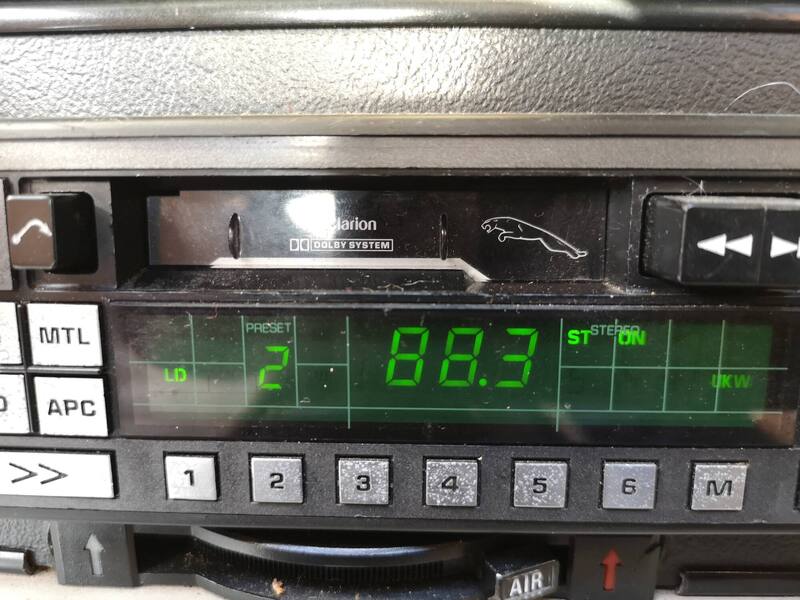 Clarion
DOLBY SYSTEM
MTL
PRESET
2
88.3
ST STEREO ON
LD
UKW
APC
>>
1 2 3 4 5 6 M
AIR